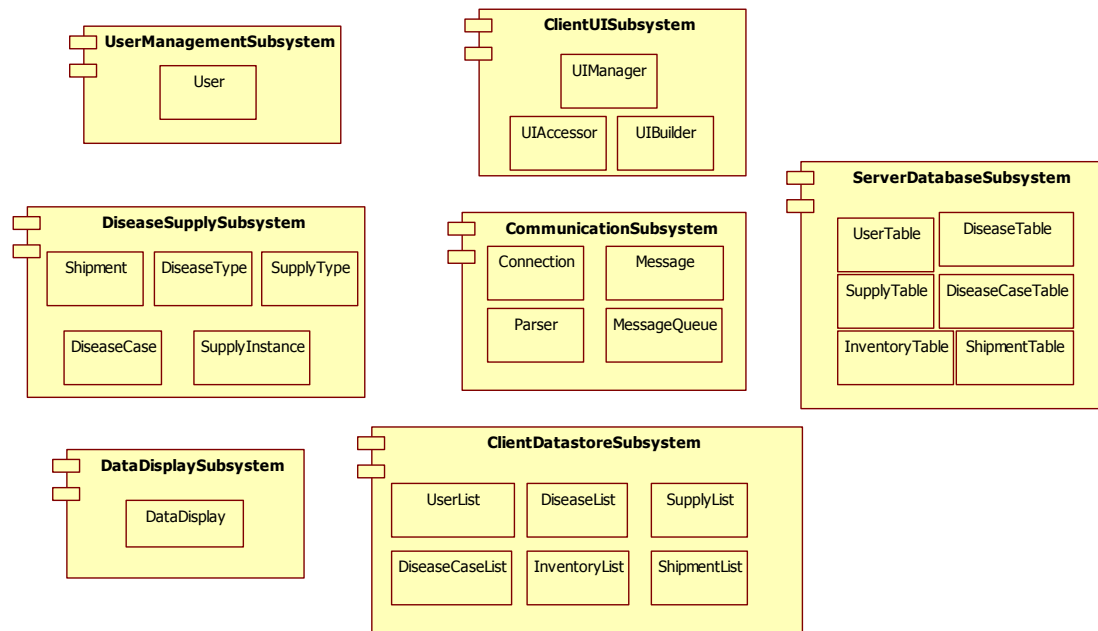 UserManagementSubsystem
User
ClientUISubsystem
UIManager
UIAccessor
UIBuilder
ServerDatabaseSubsystem
UserTable
DiseaseTable
SupplyTable
DiseaseCaseTable
InventoryTable
ShipmentTable
DiseaseSupplySubsystem
Shipment
DiseaseType
SupplyType
DiseaseCase
SupplyInstance
CommunicationSubsystem
Connection
Message
Parser
MessageQueue
DataDisplaySubsystem
DataDisplay
ClientDatastoreSubsystem
UserList
DiseaseList
SupplyList
DiseaseCaseList
InventoryList
ShipmentList